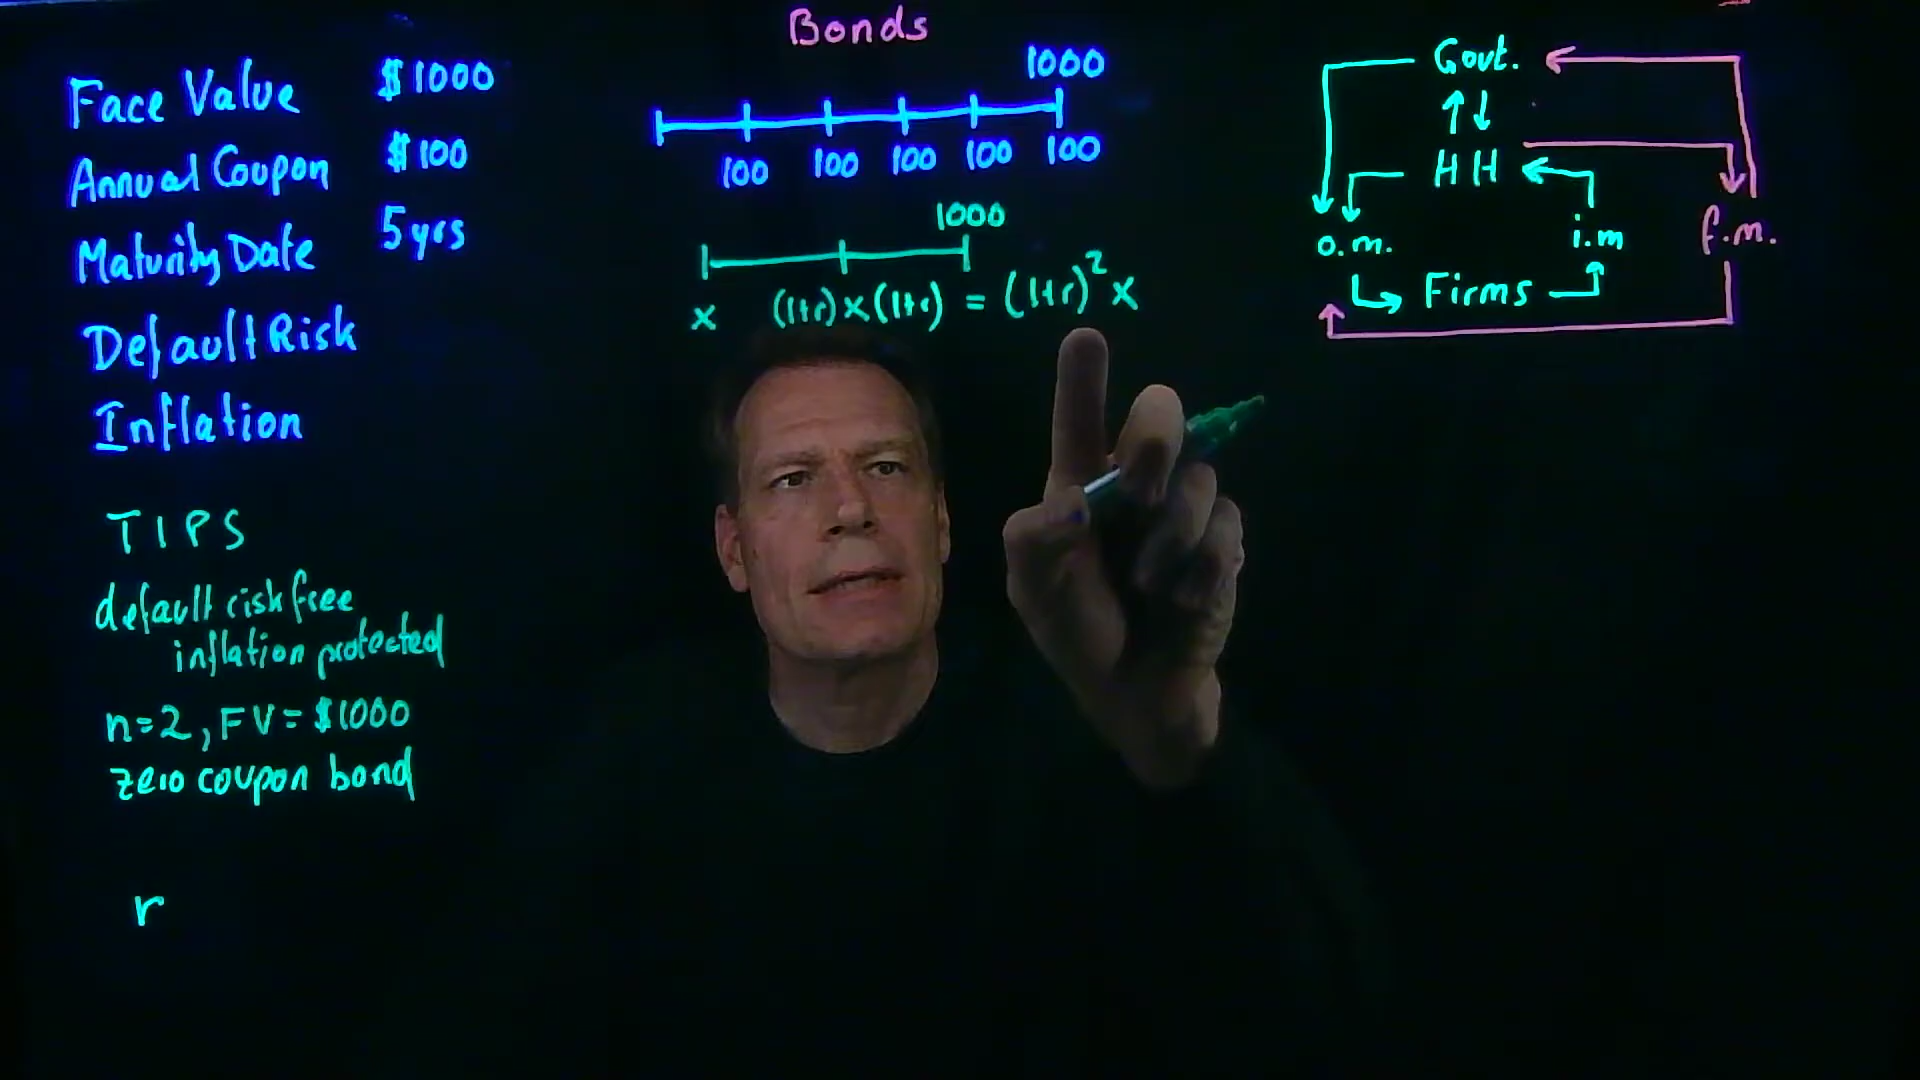 Bonds
Face Value $1000
Annual Coupon $100
Maturity Date 5yrs
Default Risk
Inflation
TIPS
default risk free
inflation protected
n=2, FV=$1000
zero coupon bond
r
1000
100 100 100 100 100
1000
x (1+r)x(1+r) = (1+r)²x
Govt.
HH
o.m. i.m f.m.
Firms